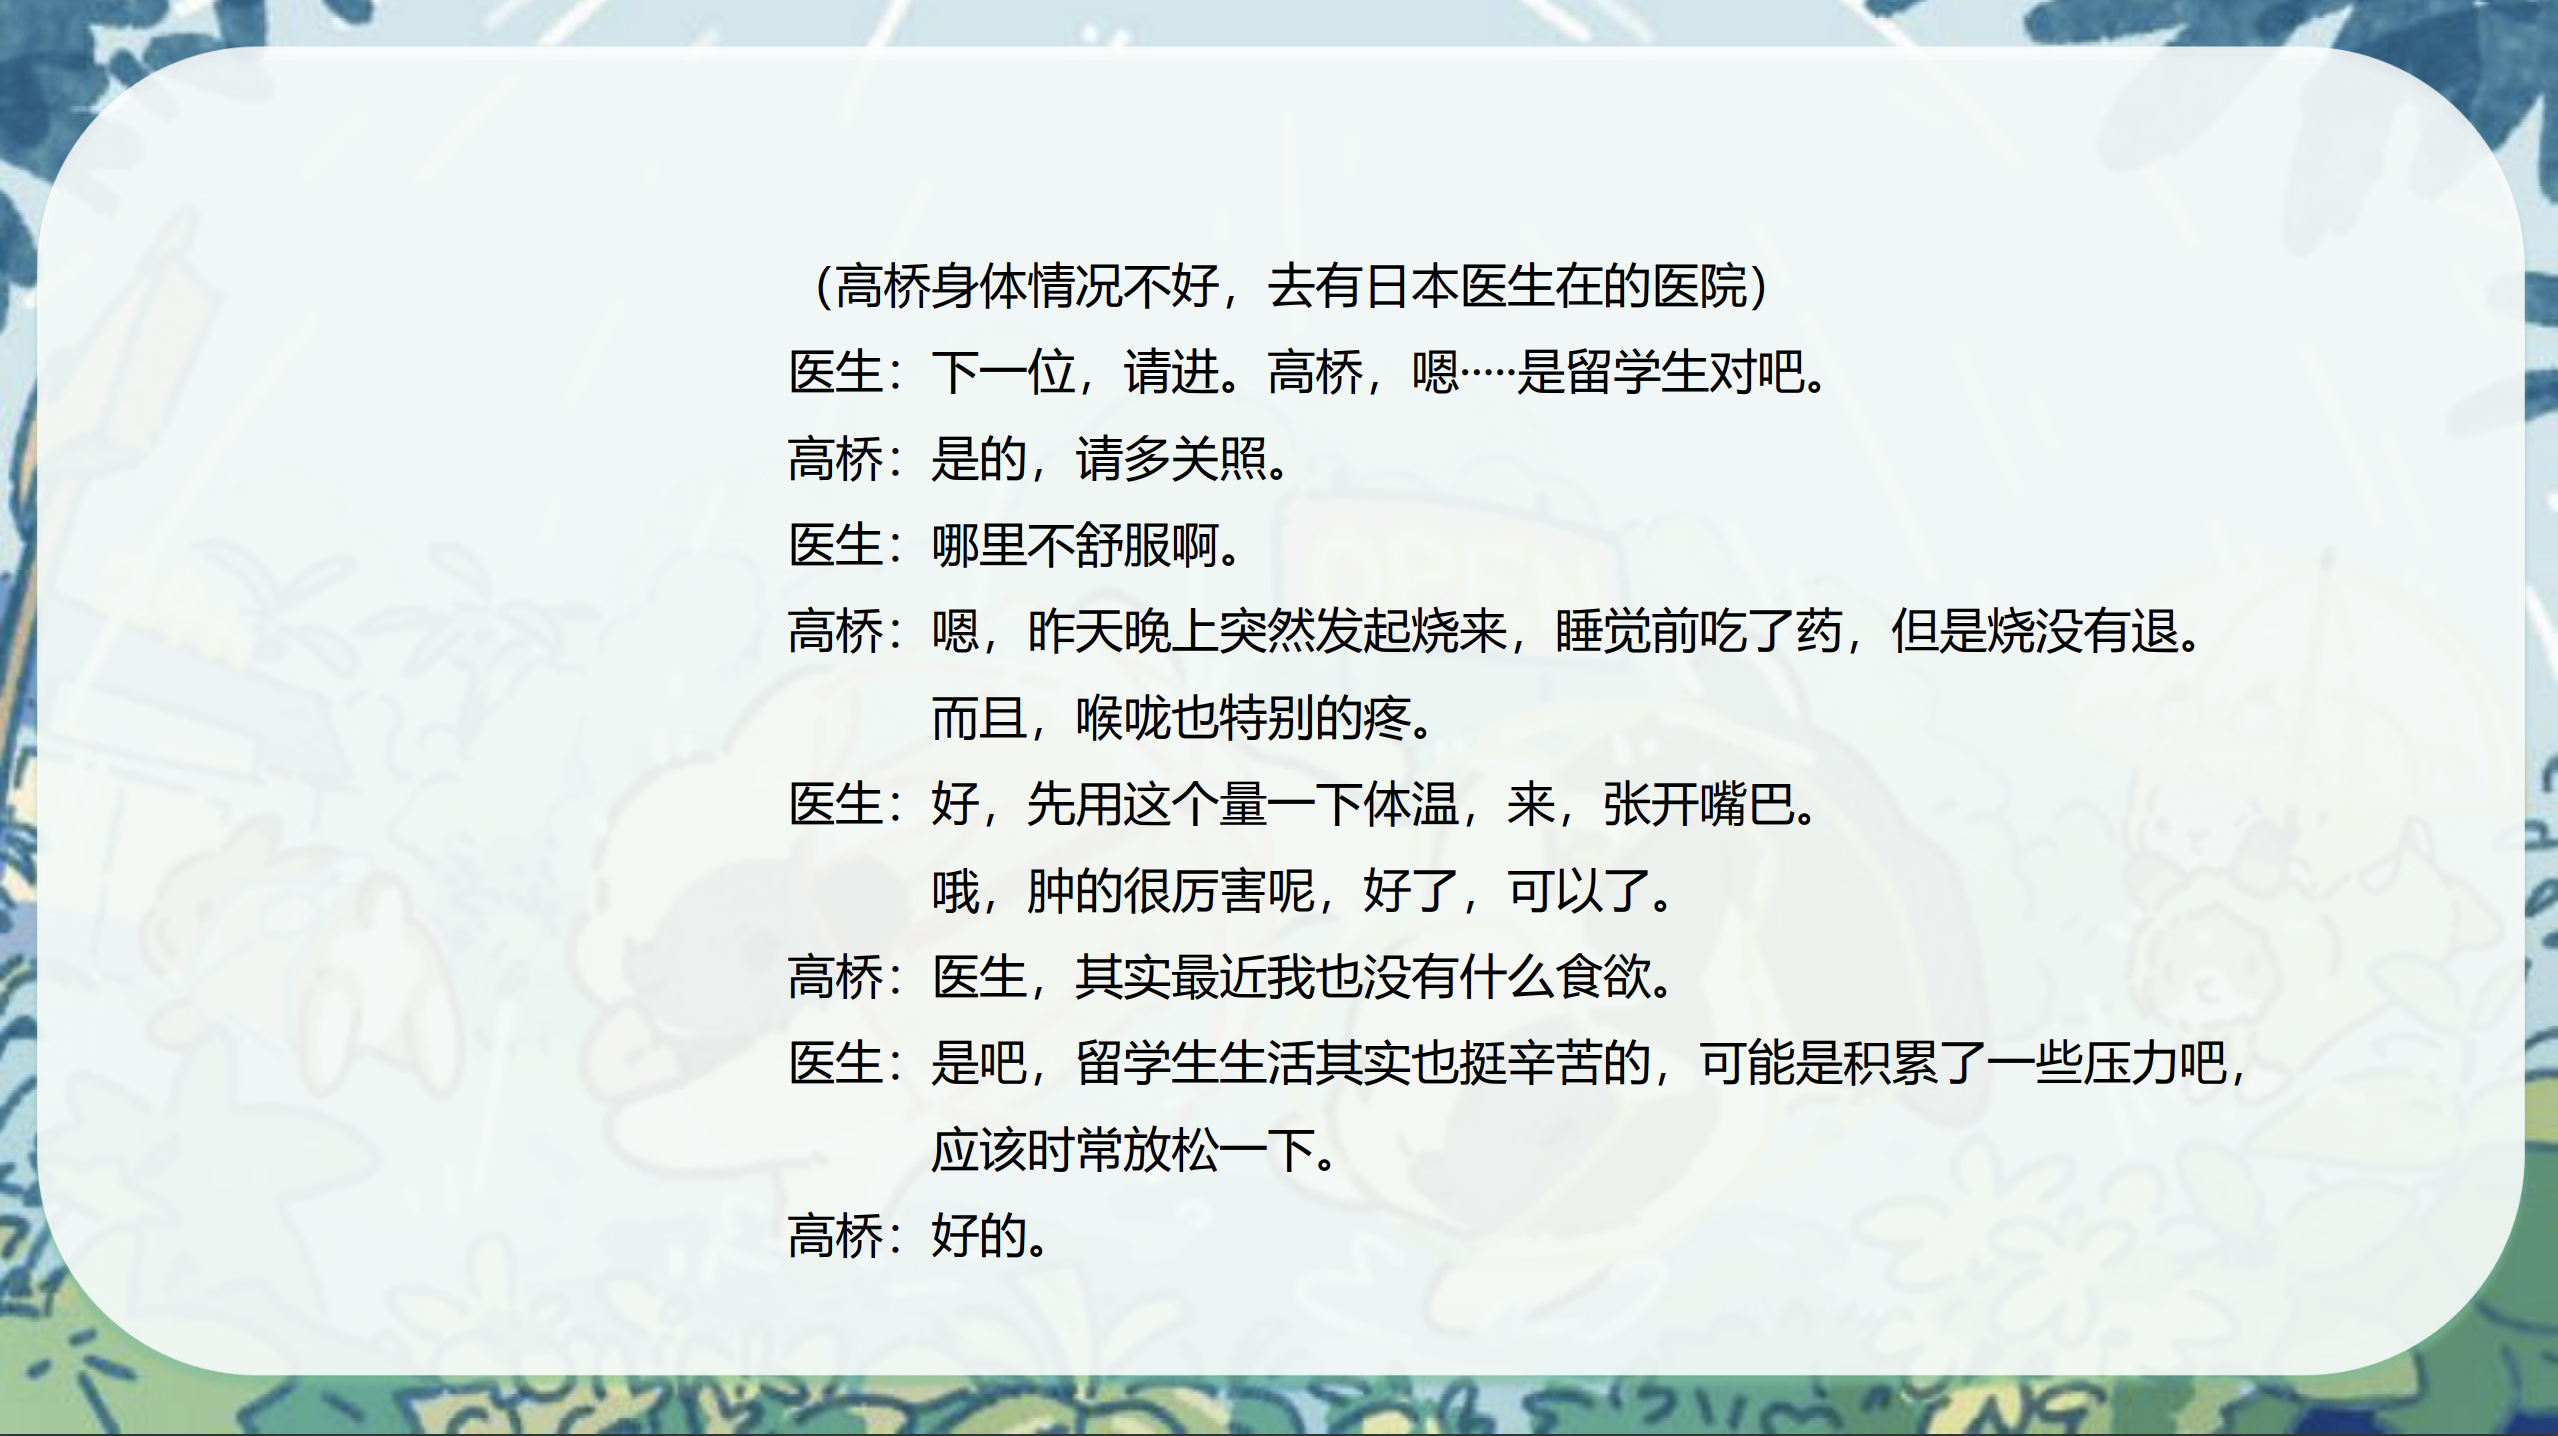 （高桥身体情况不好，去有日本医生在的医院）
医生：下一位，请进。高桥，嗯·····是留学生对吧。
高桥：是的，请多关照。
医生：哪里不舒服啊。
高桥：嗯，昨天晚上突然发起烧来，睡觉前吃了药，但是烧没有退。
而且，喉咙也特别的疼。
医生：好，先用这个量一下体温，来，张开嘴巴。
哦，肿的很厉害呢，好了，可以了。
高桥：医生，其实最近我也没有什么食欲。
医生：是吧，留学生生活其实也挺辛苦的，可能是积累了一些压力吧，
应该时常放松一下。
高桥：好的。